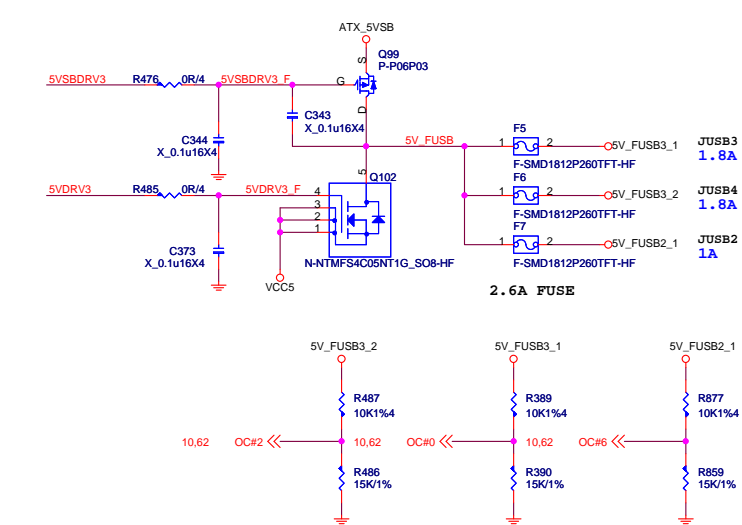 ATX_5VSB
S
Q99
P-P06P03
G
D
5VSBDRV3
R476
0R/4
5VSBDRV3_F
C343
X_0.1u16X4
C344
X_0.1u16X4
5V_FUSB
F5
1
2
5V_FUSB3_1
JUSB3
1.8A
F-SMD1812P260TFT-HF
F6
1
2
5V_FUSB3_2
JUSB4
1.8A
F-SMD1812P260TFT-HF
F7
1
2
5V_FUSB2_1
JUSB2
1A
F-SMD1812P260TFT-HF
2.6A FUSE
5VDRV3
R485
0R/4
5VDRV3_F
5
Q102
4
3
2
1
N-NTMFS4C05NT1G_SO8-HF
C373
X_0.1u16X4
VCC5
5V_FUSB3_2
5V_FUSB3_1
5V_FUSB2_1
R487
10K1%4
R389
10K1%4
R877
10K1%4
10,62
OC#2
10,62
OC#0
10,62
OC#6
R486
15K/1%
R390
15K/1%
R859
15K/1%